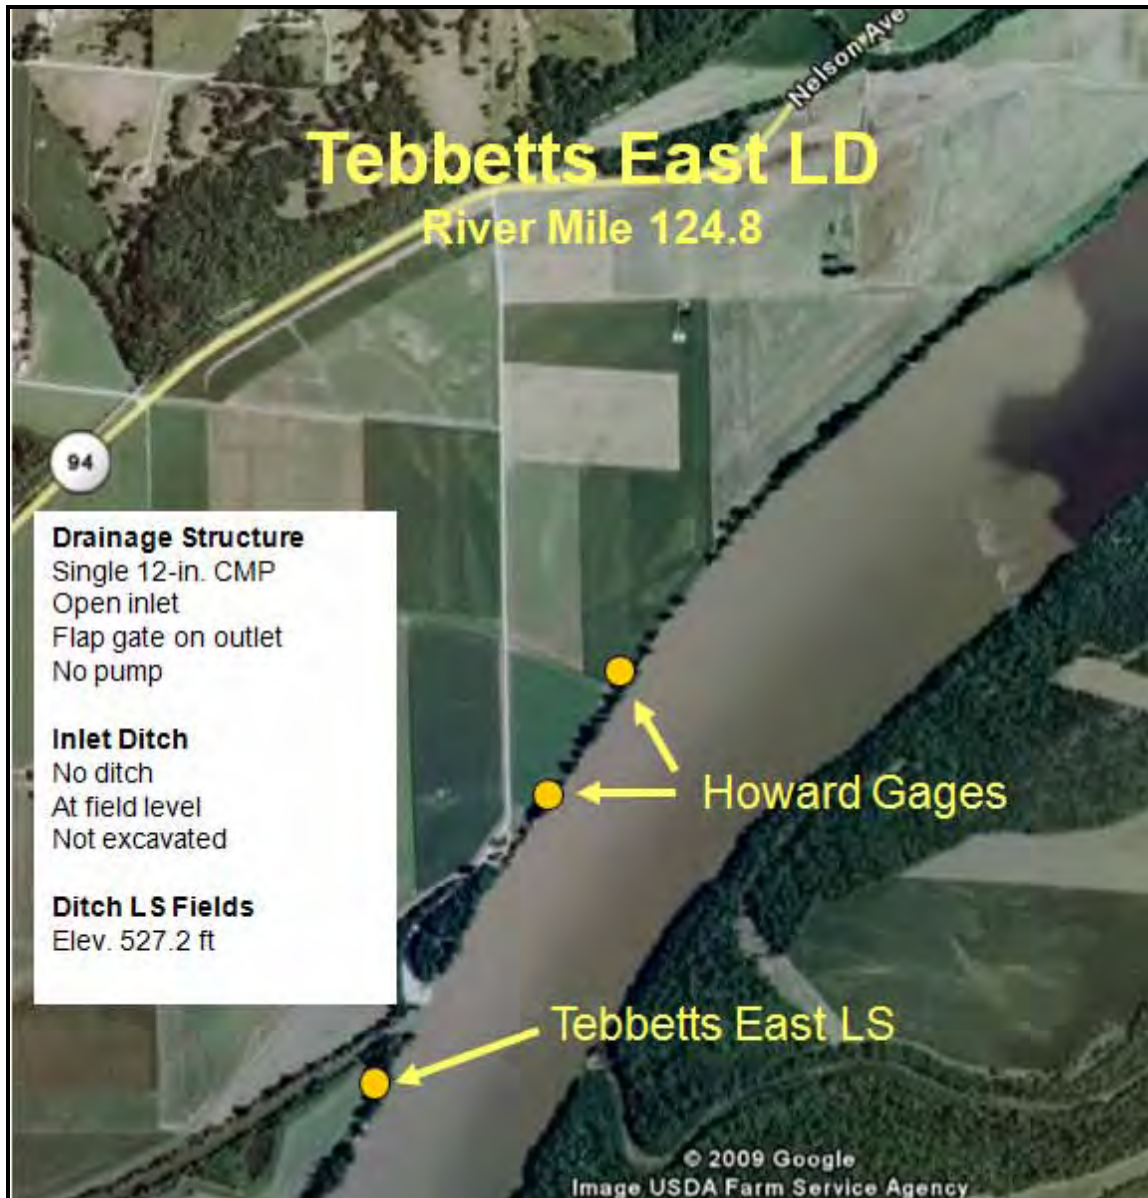 Nelson Ave
Tebbetts East LD
River Mile 124.8
94
Drainage Structure
Single 12-in. CMP
Open inlet
Flap gate on outlet
No pump
Inlet Ditch
No ditch
At field level
Not excavated
Ditch LS Fields
Elev. 527.2 ft
Howard Gages
Tebbetts East LS
© 2009 Google
Image USDA Farm Service Agency